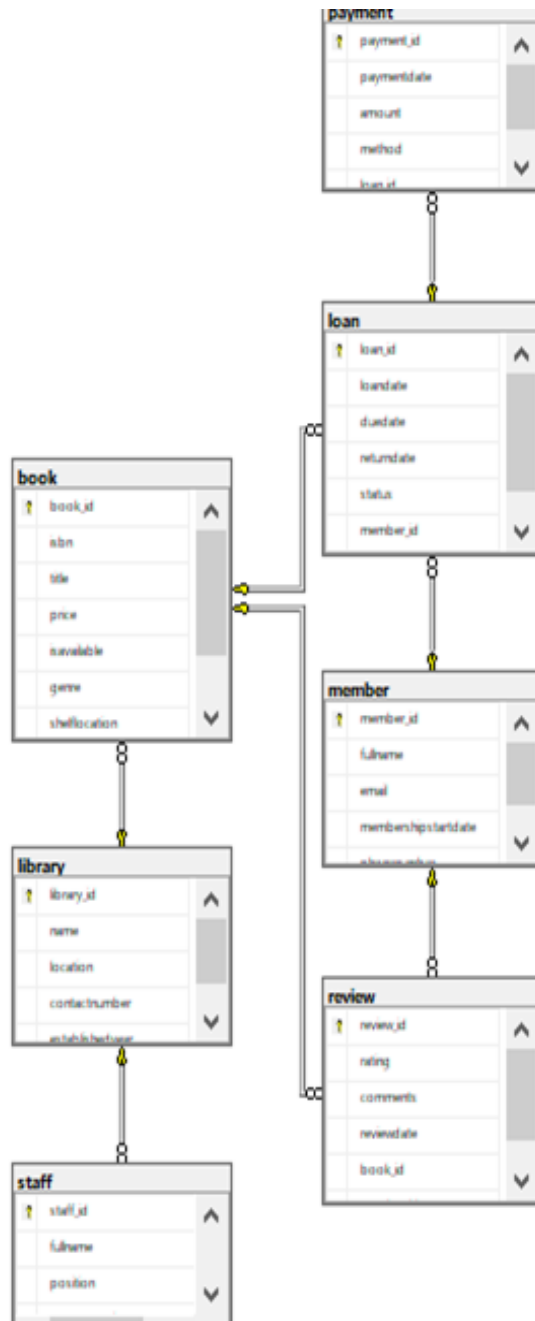 payment
payment_id
paymentdate
amount
method
loan_id
loan
loan_id
loandate
duedate
returndate
status
member_id
book
book_id
isbn
title
price
isavailable
genre
shelflocation
member
member_id
fullname
email
membershipstartdate
library
library_id
name
location
contactnumber
establishedyear
review
review_id
rating
comments
reviewdate
book_id
staff
staff_id
fullname
position